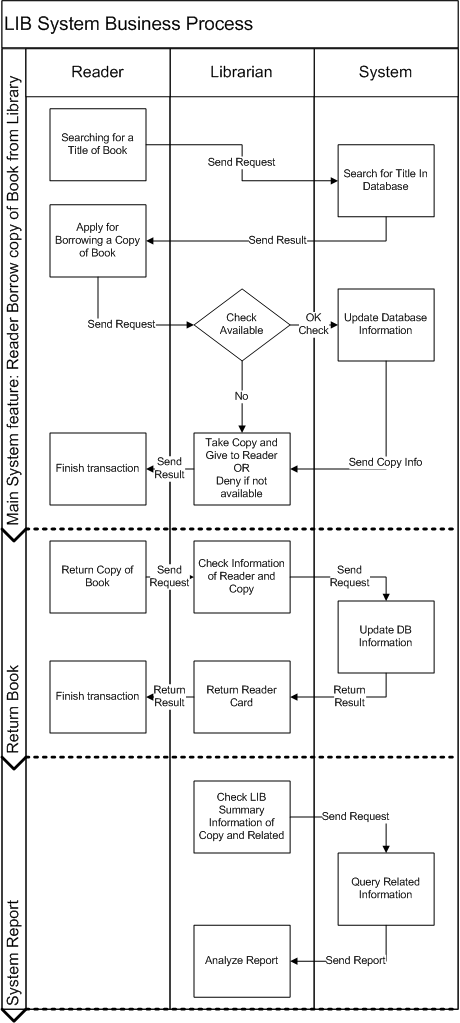 LIB System Business Process
Reader
Librarian
System
Main System feature: Reader Borrow copy of Book from Library
Searching for a
Title of Book
Send Request
Search for Title In
Database
Apply for
Borrowing a Copy
of Book
Send Result
Send Request
Check
Available
OK
Check
Update Database
Information
No
Finish transaction
Send
Result
Take Copy and
Give to Reader
OR
Deny if not
available
Send Copy Info
Return Book
Return Copy of
Book
Send
Request
Check Information
of Reader and
Copy
Send
Request
Update DB
Information
Finish transaction
Return
Result
Return Reader
Card
Return
Result
System Report
Check LIB
Summary
Information of
Copy and Related
Send Request
Query Related
Information
Analyze Report
Send Report